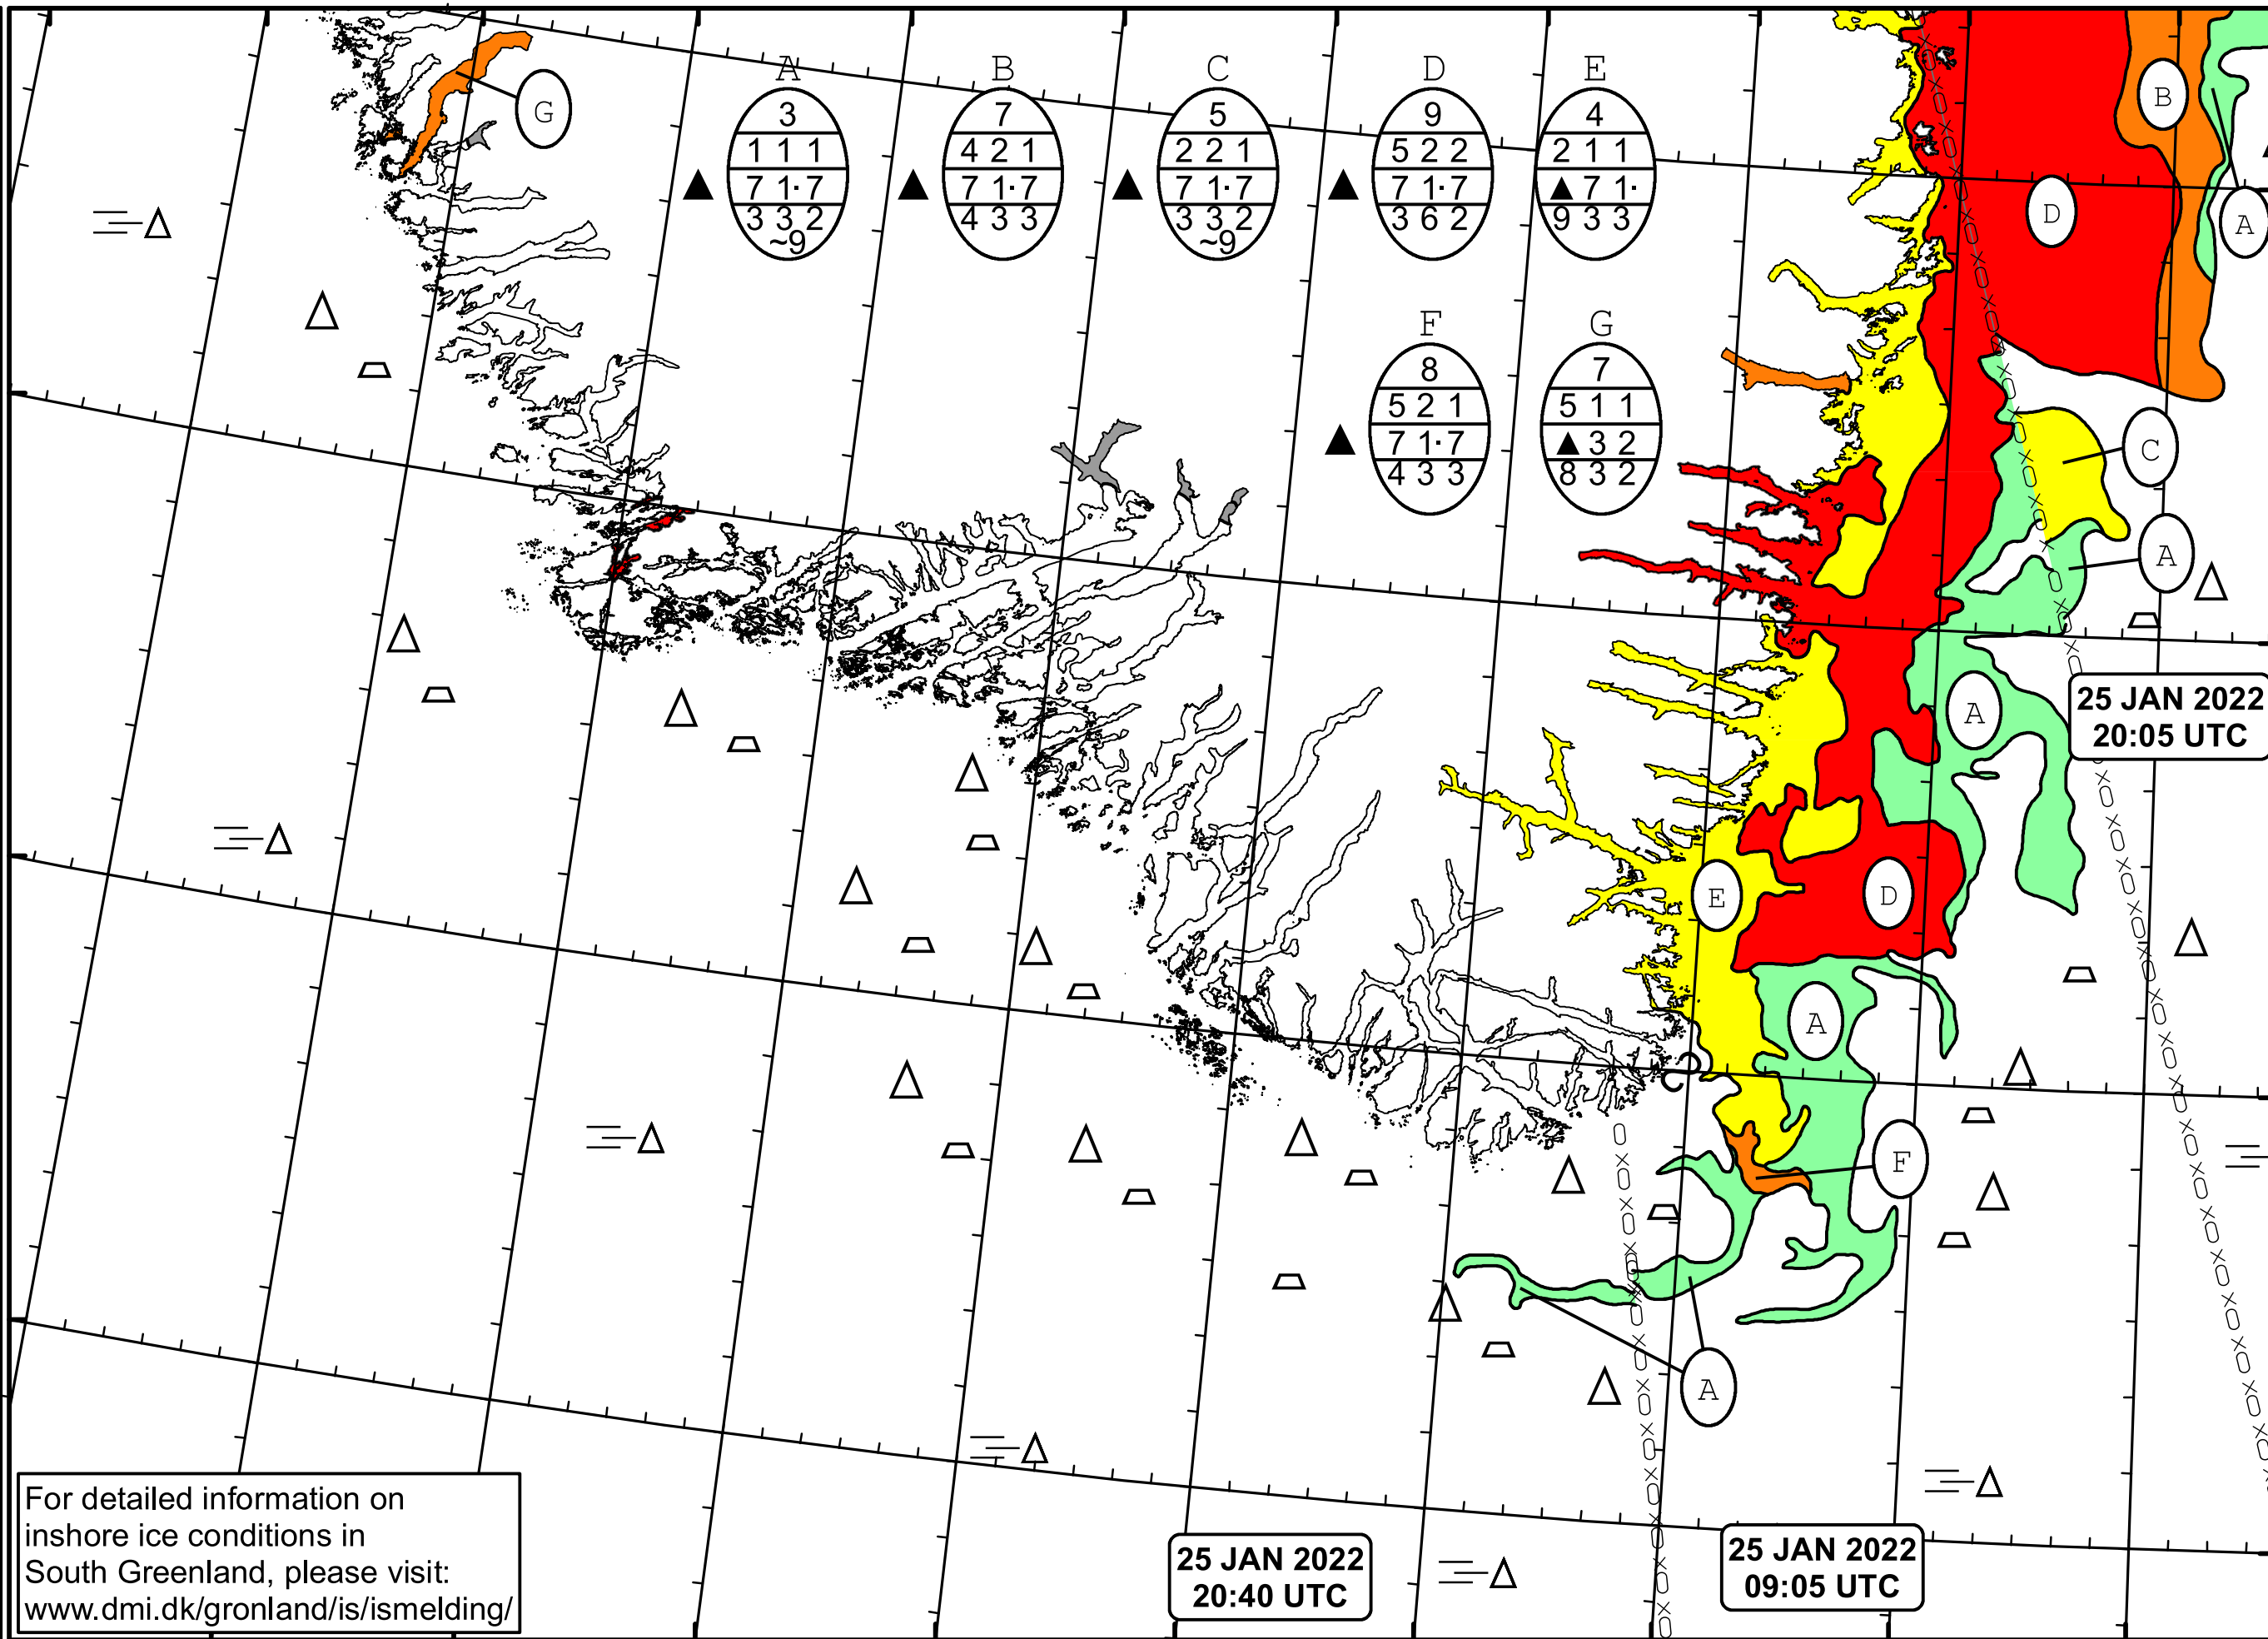 A B C D E
3 7 5 9 4
1 1 1 4 2 1 2 2 1 5 2 2 2 1 1
▲ 7 1·7 ▲ 7 1·7 ▲ 7 1·7 ▲ 7 1·7 ▲ 7 1·
3 3 2 4 3 3 3 3 2 3 6 2 9 3 3
~9 ~9
G
B
D
A
F G
8 7
5 2 1 5 1 1
▲ 7 1·7 ▲ 3 2
4 3 3 8 3 2
C
A
A
25 JAN 2022
20:05 UTC
E
D
A
F
A
For detailed information on
inshore ice conditions in
South Greenland, please visit:
www.dmi.dk/gronland/is/ismelding/
25 JAN 2022
20:40 UTC
25 JAN 2022
09:05 UTC